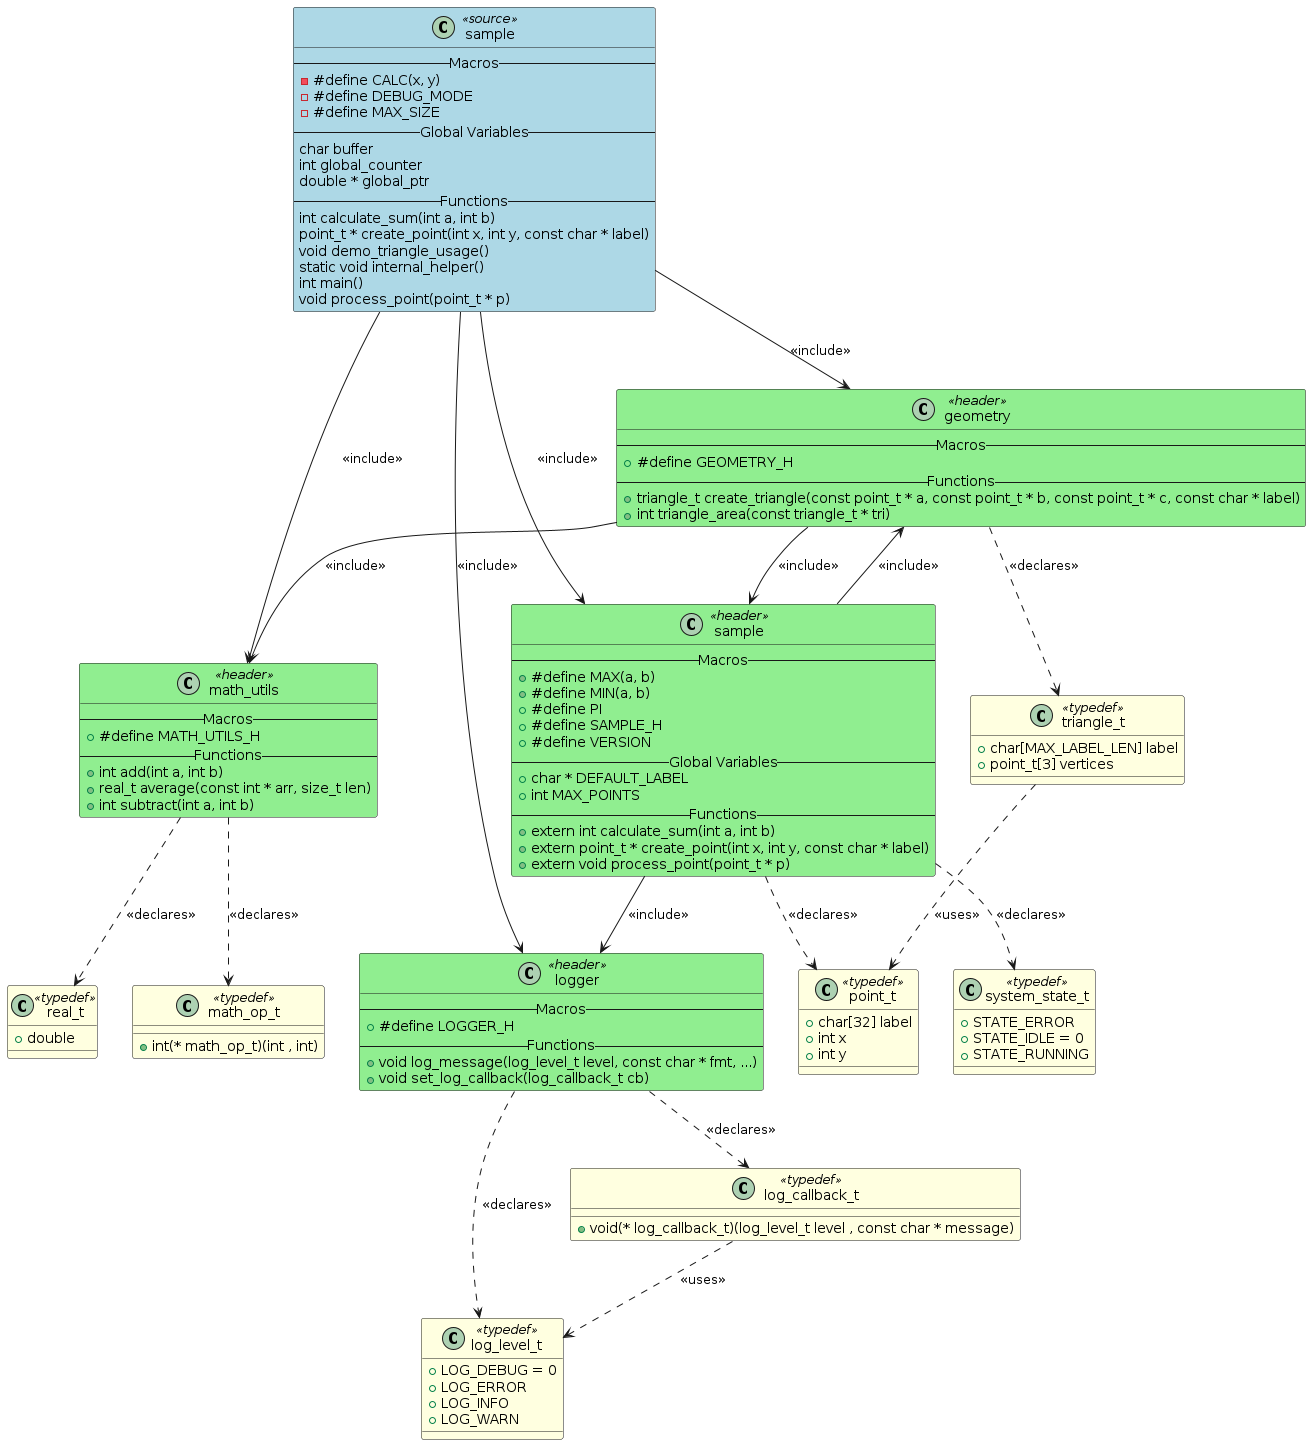 C
«source»
sample
Macros
#define CALC(x, y)
#define DEBUG_MODE
#define MAX_SIZE
Global Variables
char buffer
int global_counter
double * global_ptr
Functions
int calculate_sum(int a, int b)
point_t * create_point(int x, int y, const char * label)
void demo_triangle_usage()
static void internal_helper()
int main()
void process_point(point_t * p)
«include»
C
«header»
geometry
Macros
#define GEOMETRY_H
Functions
triangle_t create_triangle(const point_t * a, const point_t * b, const point_t * c, const char * label)
int triangle_area(const triangle_t * tri)
«include»
«include»
«include»
«include»
«include»
«include»
«declares»
C
«header»
sample
Macros
#define MAX(a, b)
#define MIN(a, b)
#define PI
#define SAMPLE_H
#define VERSION
Global Variables
char * DEFAULT_LABEL
int MAX_POINTS
Functions
extern int calculate_sum(int a, int b)
extern point_t * create_point(int x, int y, const char * label)
extern void process_point(point_t * p)
C
«header»
math_utils
Macros
#define MATH_UTILS_H
Functions
int add(int a, int b)
real_t average(const int * arr, size_t len)
int subtract(int a, int b)
C
«typedef»
triangle_t
char[MAX_LABEL_LEN] label
point_t[3] vertices
«declares»
«declares»
«include»
«declares»
«uses»
«declares»
C
«typedef»
real_t
double
C
«typedef»
math_op_t
int(* math_op_t)(int , int)
C
«header»
logger
Macros
#define LOGGER_H
Functions
void log_message(log_level_t level, const char * fmt, ...)
void set_log_callback(log_callback_t cb)
C
«typedef»
point_t
char[32] label
int x
int y
C
«typedef»
system_state_t
STATE_ERROR
STATE_IDLE = 0
STATE_RUNNING
«declares»
«declares»
C
«typedef»
log_callback_t
void(* log_callback_t)(log_level_t level , const char * message)
«uses»
C
«typedef»
log_level_t
LOG_DEBUG = 0
LOG_ERROR
LOG_INFO
LOG_WARN